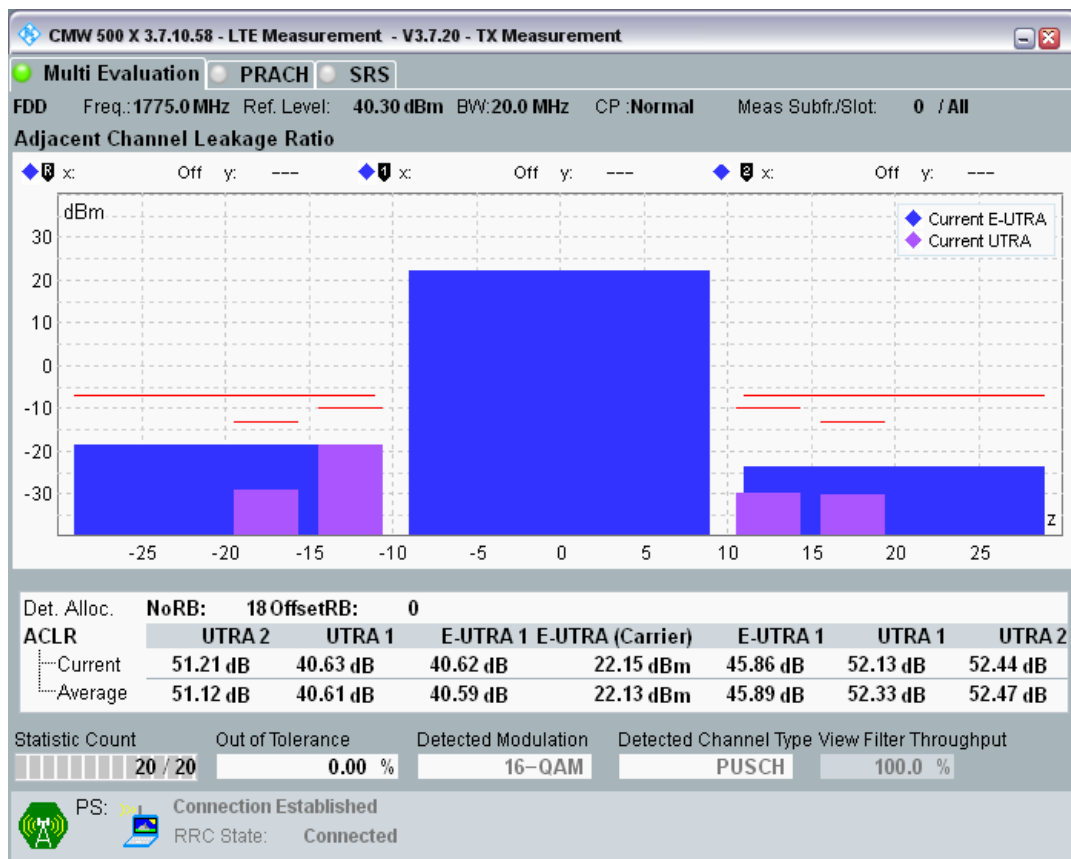 CMW 500 X 3.7.10.58 - LTE Measurement - V3.7.20 - TX Measurement
Multi Evaluation PRACH SRS
FDD Freq.:1775.0 MHz Ref. Level: 40.30 dBm BW:20.0 MHz CP :Normal Meas Subfr./Slot: 0 / All
Adjacent Channel Leakage Ratio
R x: Off y: --- 1 x: Off y: --- 2 x: Off y: ---
dBm
Current E-UTRA
Current UTRA
30
20
10
0
-10
-20
-30
z
-25 -20 -15 -10 -5 0 5 10 15 20 25
Det. Alloc. NoRB: 18 OffsetRB: 0
ACLR UTRA 2 UTRA 1 E-UTRA 1 E-UTRA (Carrier) E-UTRA 1 UTRA 1 UTRA 2
Current 51.21 dB 40.63 dB 40.62 dB 22.15 dBm 45.86 dB 52.13 dB 52.44 dB
Average 51.12 dB 40.61 dB 40.59 dB 22.13 dBm 45.89 dB 52.33 dB 52.47 dB
Statistic Count Out of Tolerance Detected Modulation Detected Channel Type View Filter Throughput
20 / 20 0.00 % 16-QAM PUSCH 100.0 %
PS: Connection Established
RRC State: Connected